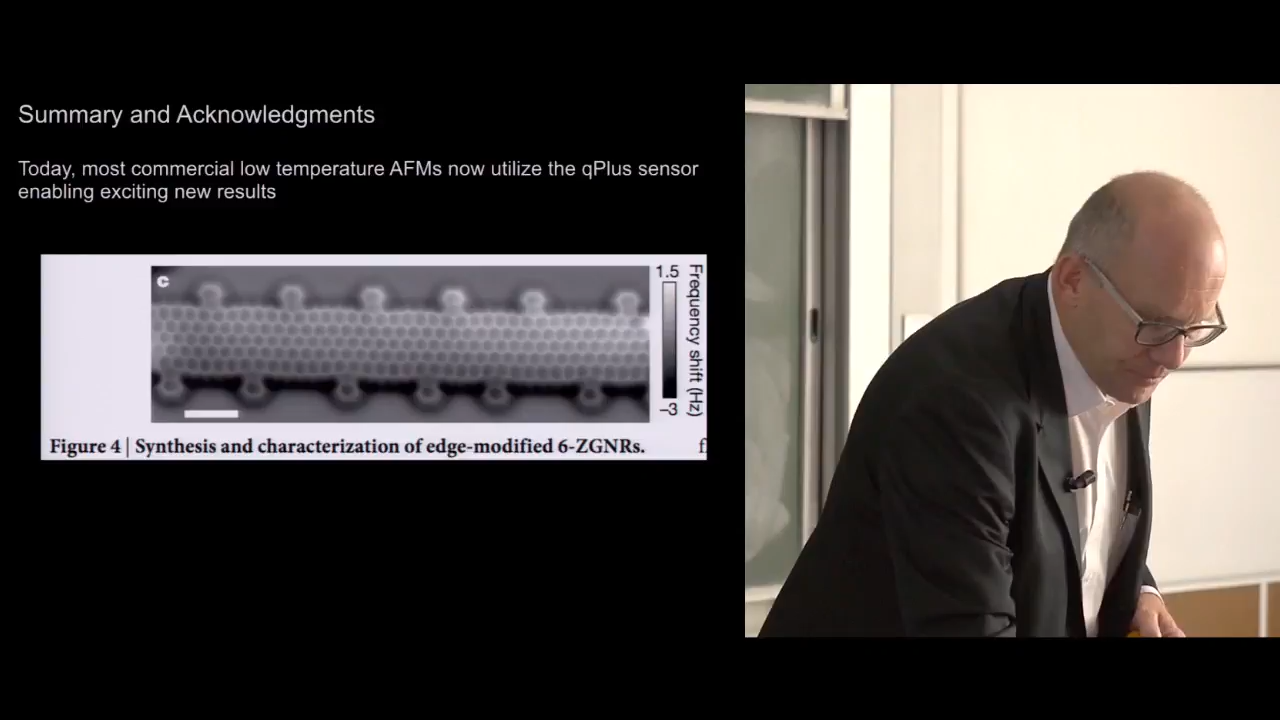 Summary and Acknowledgments
Today, most commercial low temperature AFMs now utilize the qPlus sensor
enabling exciting new results
c
1.5
Frequency shift (Hz)
–3
Figure 4 | Synthesis and characterization of edge-modified 6-ZGNRs.